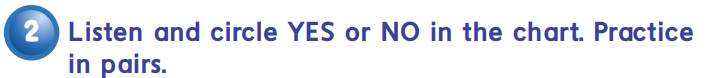 2 Listen and circle YES or NO in the chart. Practice
in pairs.